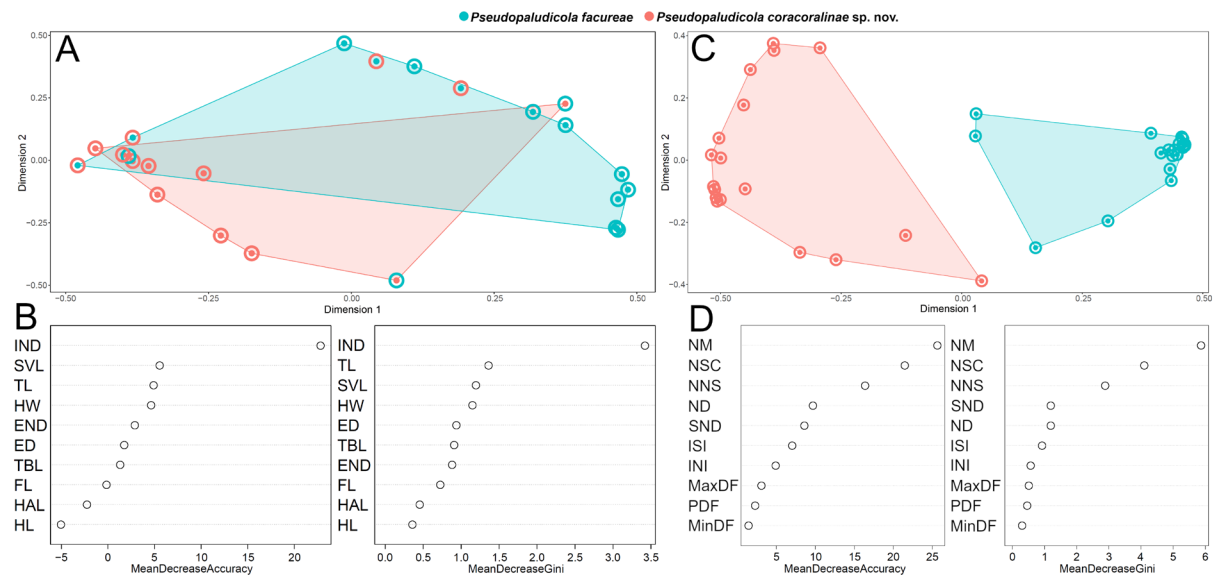 Pseudopaludicola facureae Pseudopaludicola coracoralinae sp. nov.
A
0.50
0.25
0.00
−0.25
−0.50
Dimension 2
−0.50 −0.25 0.00 0.25 0.50
Dimension 1
C
0.4
0.2
0.0
−0.2
−0.4
Dimension 2
−0.50 −0.25 0.00 0.25 0.50
Dimension 1
B
IND
SVL
TL
HW
END
ED
TBL
FL
HAL
HL
−5 0 5 10 15 20
MeanDecreaseAccuracy
IND
TL
SVL
HW
ED
TBL
END
FL
HAL
HL
0.0 0.5 1.0 1.5 2.0 2.5 3.0 3.5
MeanDecreaseGini
D
NM
NSC
NNS
ND
SND
ISI
INI
MaxDF
PDF
MinDF
5 10 15 20 25
MeanDecreaseAccuracy
NM
NSC
NNS
SND
ND
ISI
INI
MaxDF
PDF
MinDF
0 1 2 3 4 5 6
MeanDecreaseGini